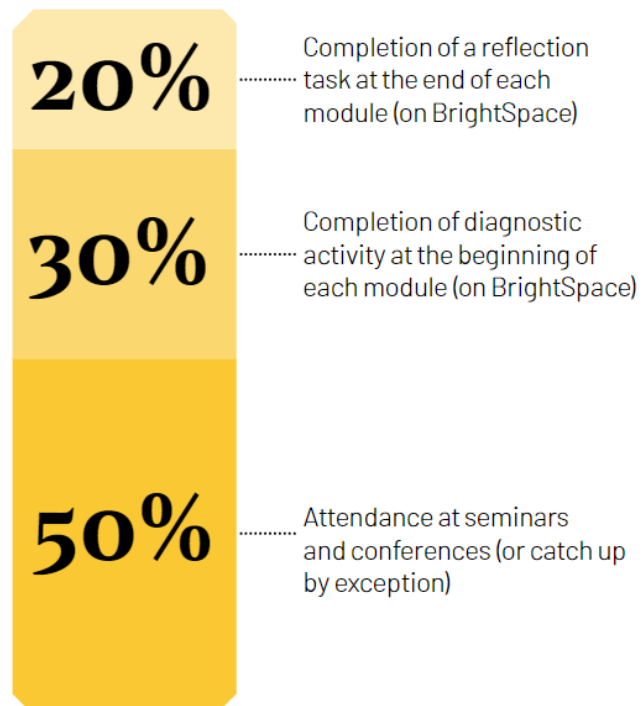 20%
Completion of a reflection
task at the end of each
module (on BrightSpace)
30%
Completion of diagnostic
activity at the beginning of
each module (on BrightSpace)
50%
Attendance at seminars
and conferences (or catch up
by exception)